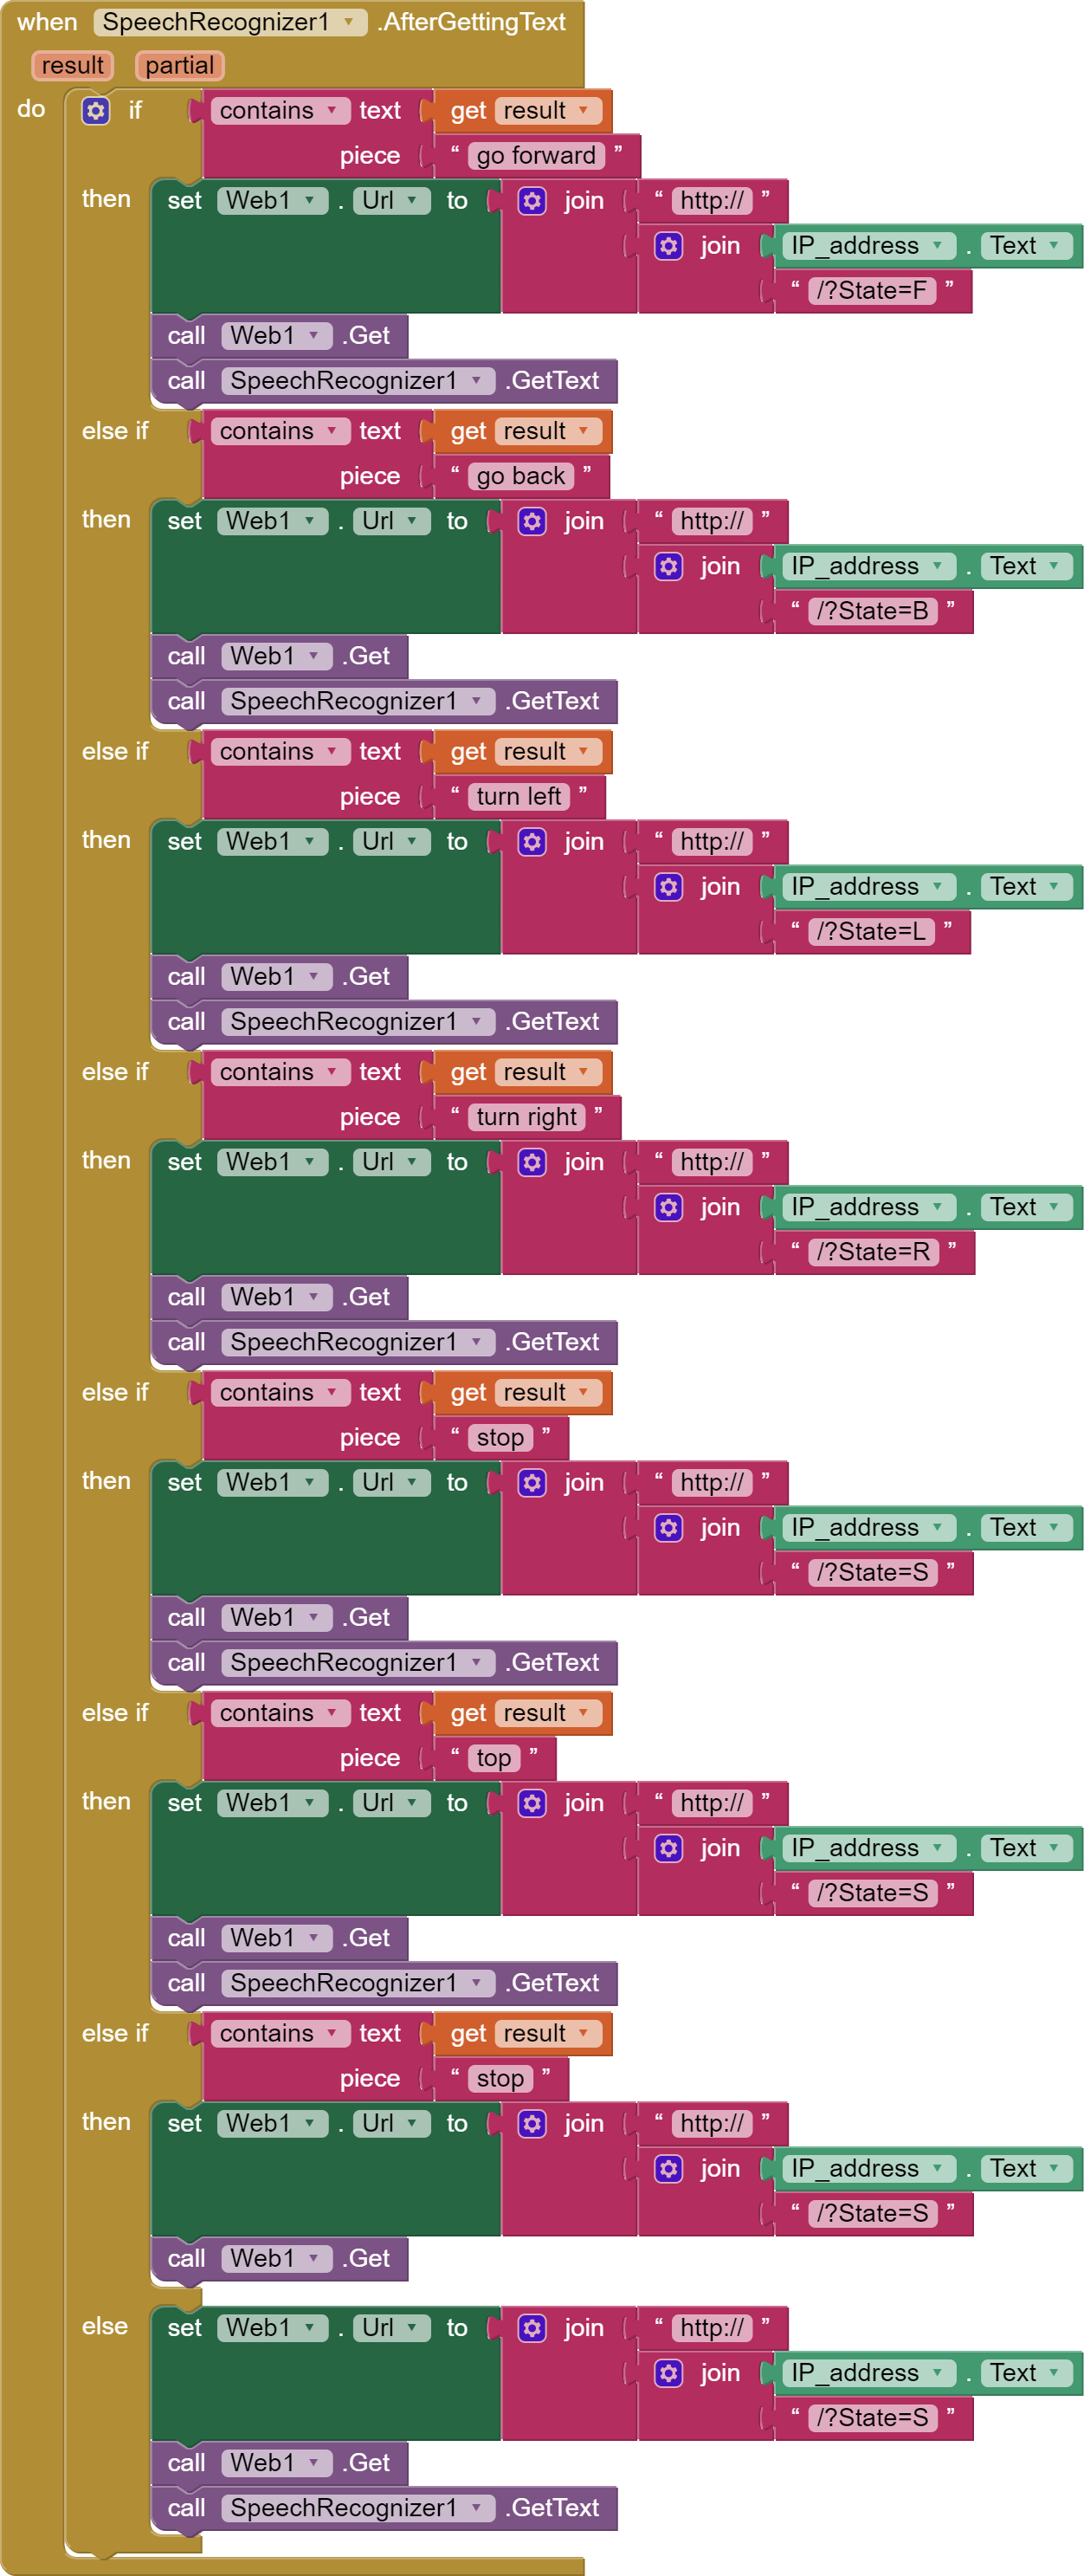 when SpeechRecognizer1 .AfterGettingText
result partial
do if contains text get result
piece “ go forward ”
then set Web1 . Url to join “ http:// ”
join IP_address . Text
“ /?State=F ”
call Web1 .Get
call SpeechRecognizer1 .GetText
else if contains text get result
piece “ go back ”
then set Web1 . Url to join “ http:// ”
join IP_address . Text
“ /?State=B ”
call Web1 .Get
call SpeechRecognizer1 .GetText
else if contains text get result
piece “ turn left ”
then set Web1 . Url to join “ http:// ”
join IP_address . Text
“ /?State=L ”
call Web1 .Get
call SpeechRecognizer1 .GetText
else if contains text get result
piece “ turn right ”
then set Web1 . Url to join “ http:// ”
join IP_address . Text
“ /?State=R ”
call Web1 .Get
call SpeechRecognizer1 .GetText
else if contains text get result
piece “ stop ”
then set Web1 . Url to join “ http:// ”
join IP_address . Text
“ /?State=S ”
call Web1 .Get
call SpeechRecognizer1 .GetText
else if contains text get result
piece “ top ”
then set Web1 . Url to join “ http:// ”
join IP_address . Text
“ /?State=S ”
call Web1 .Get
call SpeechRecognizer1 .GetText
else if contains text get result
piece “ stop ”
then set Web1 . Url to join “ http:// ”
join IP_address . Text
“ /?State=S ”
call Web1 .Get
else set Web1 . Url to join “ http:// ”
join IP_address . Text
“ /?State=S ”
call Web1 .Get
call SpeechRecognizer1 .GetText